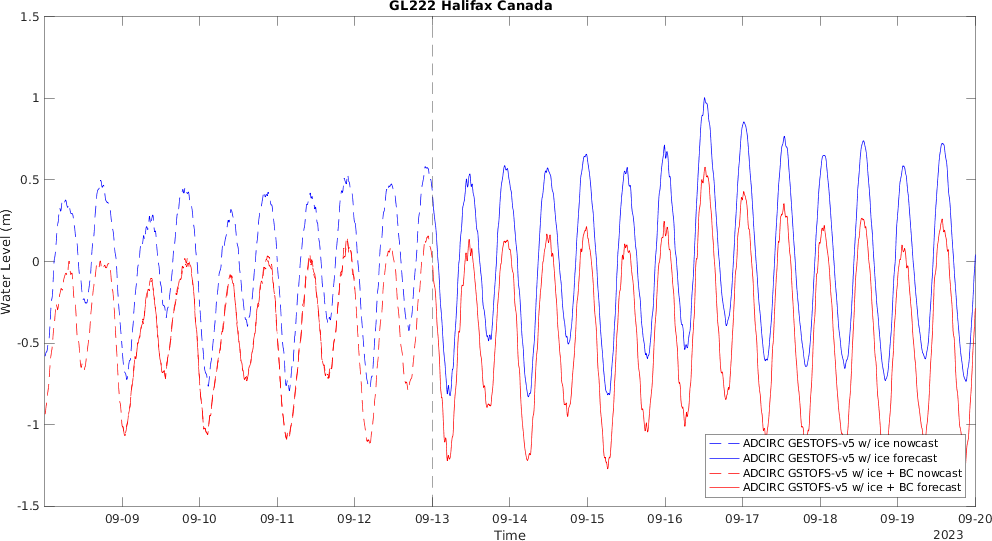 GL222 Halifax Canada
1.5
1
0.5
0
-0.5
-1
-1.5
Water Level (m)
ADCIRC GESTOFS-v5 w/ ice nowcast
ADCIRC GESTOFS-v5 w/ ice forecast
ADCIRC GSTOFS-v5 w/ ice + BC nowcast
ADCIRC GSTOFS-v5 w/ ice + BC forecast
09-09 09-10 09-11 09-12 09-13 09-14 09-15 09-16 09-17 09-18 09-19 09-20
Time
2023